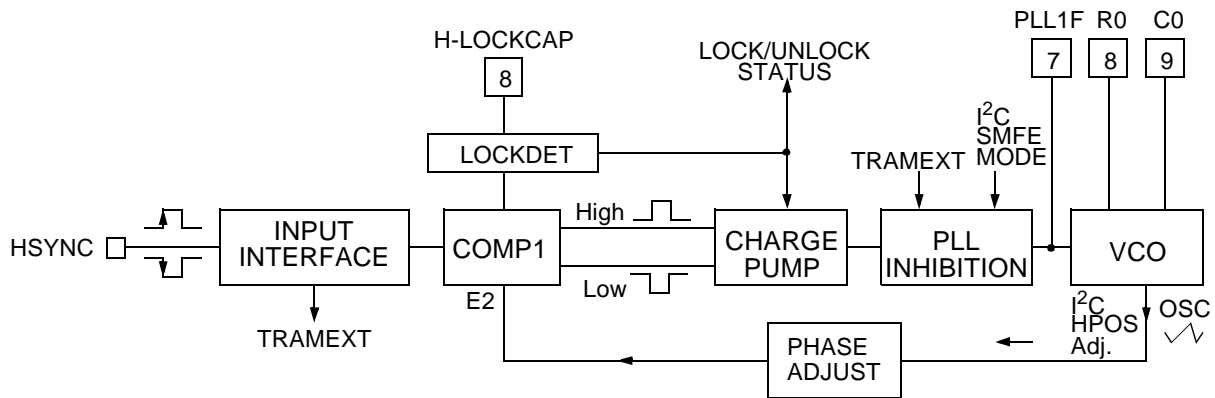 PLL1F R0 C0
H-LOCKCAP
7 8 9
8
LOCK/UNLOCK
STATUS
I2C
SMFE
MODE
LOCKDET
TRAMEXT
HSYNC
INPUT
INTERFACE
COMP1
High
Low
CHARGE
PUMP
PLL
INHIBITION
VCO
E2
TRAMEXT
I2C
HPOS
Adj.
OSC
PHASE
ADJUST